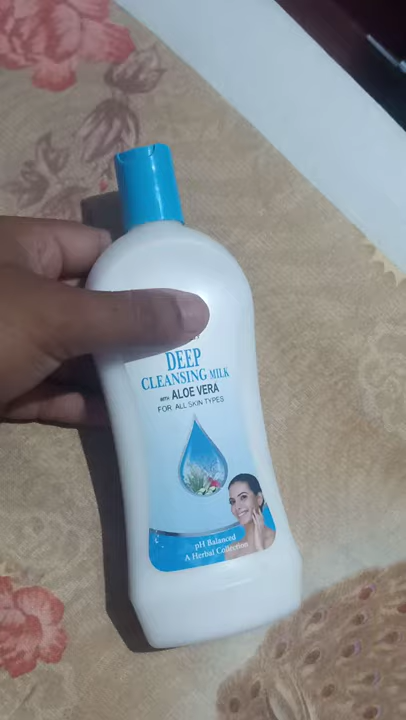 DEEP
CLEANSING MILK
WITH ALOE VERA
FOR ALL SKIN TYPES
pH Balanced
A Herbal Collection